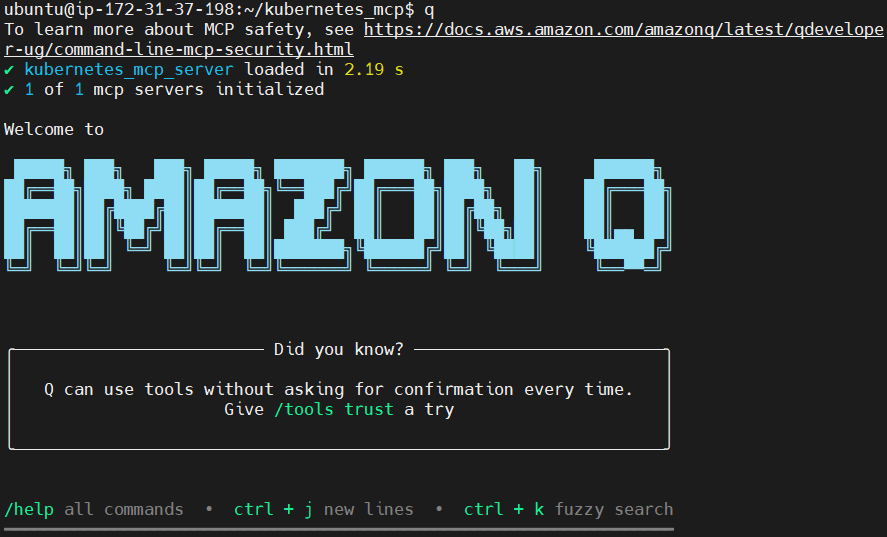 ubuntu@ip-172-31-37-198:~/kubernetes_mcp$ q
To learn more about MCP safety, see https://docs.aws.amazon.com/amazonq/latest/qdevelope
r-ug/command-line-mcp-security.html
✔ kubernetes_mcp_server loaded in 2.19 s
✔ 1 of 1 mcp servers initialized
Welcome to
AMAZON Q
Did you know?
Q can use tools without asking for confirmation every time.
Give /tools trust a try
/help all commands • ctrl + j new lines • ctrl + k fuzzy search